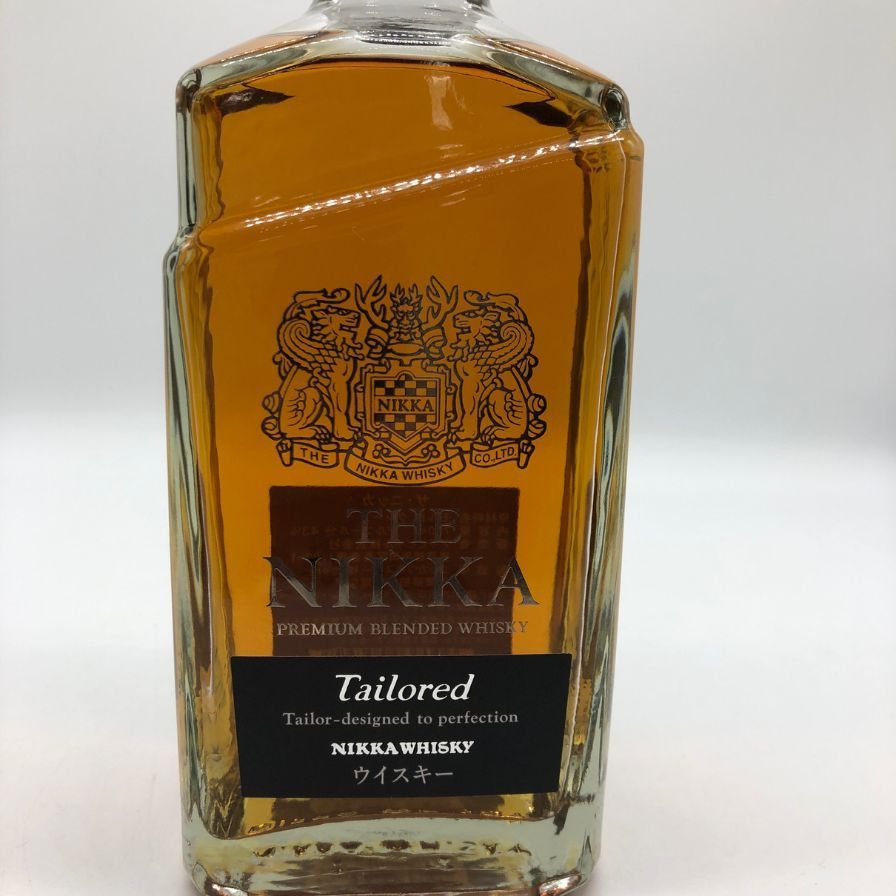 NIKKA
THE NIKKA WHISKY CO.,LTD.
THE
NIKKA
PREMIUM BLENDED WHISKY
Tailored
Tailor-designed to perfection
NIKKA WHISKY
ウイスキー